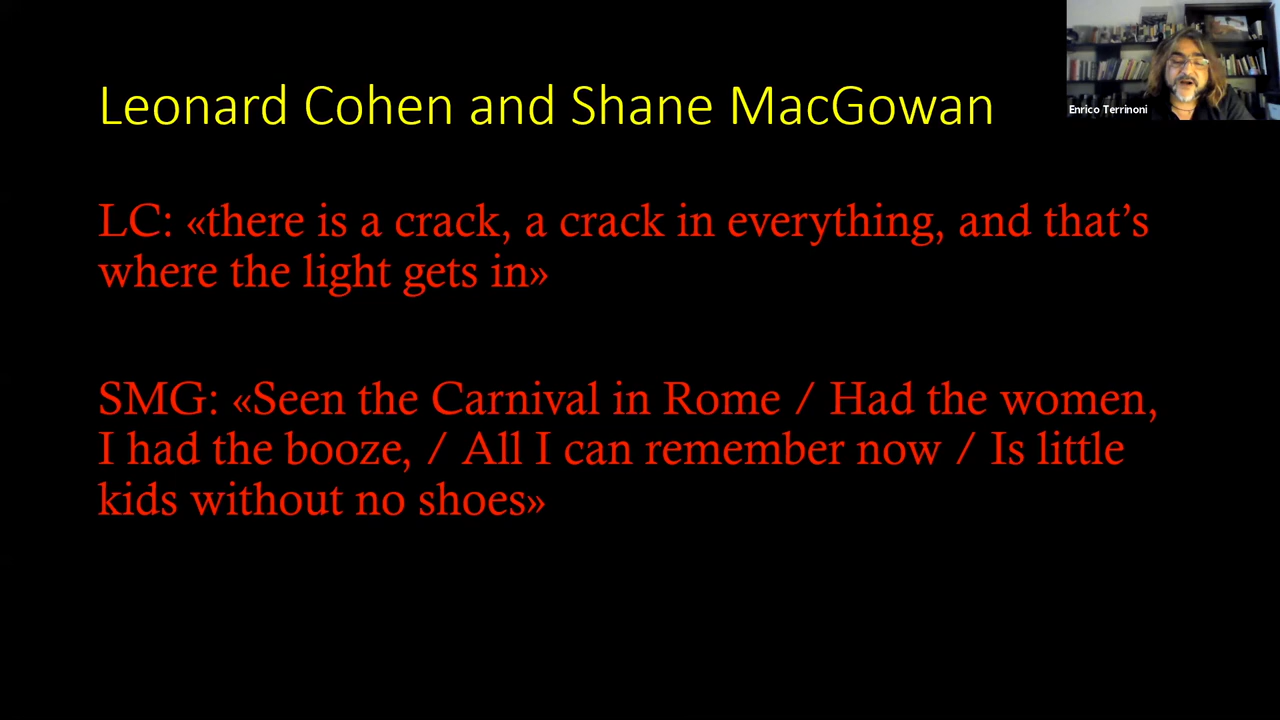 Leonard Cohen and Shane MacGowan
Enrico Terrinoni
LC: «there is a crack, a crack in everything, and that’s
where the light gets in»
SMG: «Seen the Carnival in Rome / Had the women,
I had the booze, / All I can remember now / Is little
kids without no shoes»